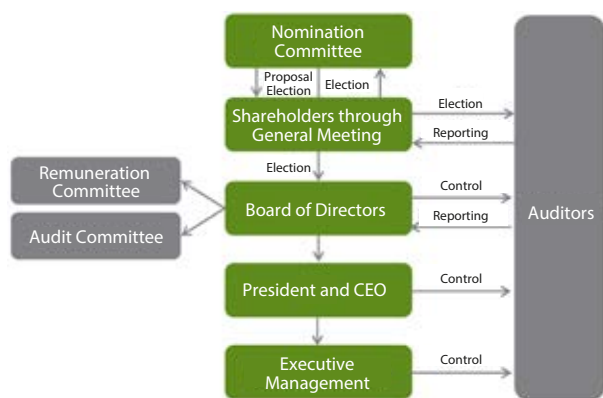 Nomination
Committee
Proposal
Election
Election
Shareholders through
General Meeting
Election
Reporting
Election
Remuneration
Committee
Audit Committee
Board of Directors
Control
Reporting
Auditors
President and CEO
Control
Executive
Management
Control